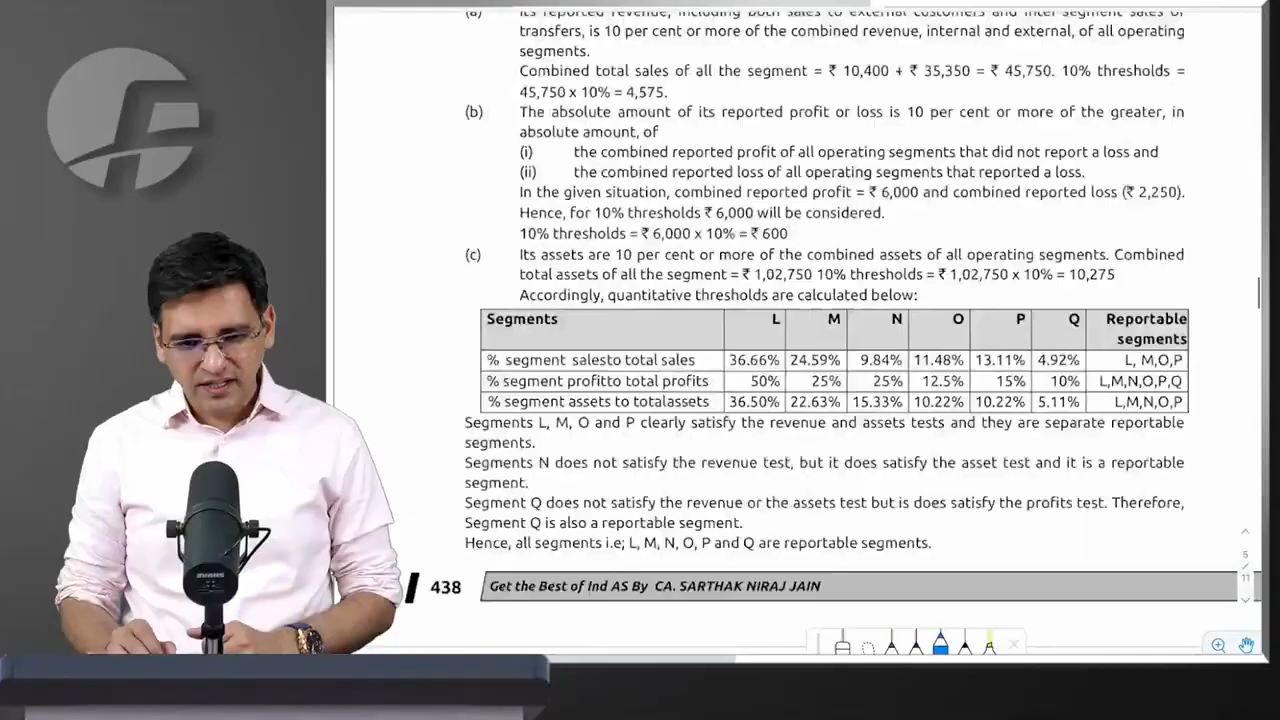 (a) its reported revenue, including both sales to external customers and inter segment sales or
transfers, is 10 per cent or more of the combined revenue, internal and external, of all operating
segments.
Combined total sales of all the segment = ₹ 10,400 + ₹ 35,350 = ₹ 45,750. 10% thresholds =
45,750 x 10% = 4,575.
(b) The absolute amount of its reported profit or loss is 10 per cent or more of the greater, in
absolute amount, of
(i) the combined reported profit of all operating segments that did not report a loss and
(ii) the combined reported loss of all operating segments that reported a loss.
In the given situation, combined reported profit = ₹ 6,000 and combined reported loss (₹ 2,250).
Hence, for 10% thresholds ₹ 6,000 will be considered.
10% thresholds = ₹ 6,000 x 10% = ₹ 600
(c) Its assets are 10 per cent or more of the combined assets of all operating segments. Combined
total assets of all the segment = ₹ 1,02,750 10% thresholds = ₹ 1,02,750 x 10% = 10,275
Accordingly, quantitative thresholds are calculated below:
Segments L M N O P Q Reportable
segments
% segment salesto total sales 36.66% 24.59% 9.84% 11.48% 13.11% 4.92% L, M,O,P
% segment profitto total profits 50% 25% 25% 12.5% 15% 10% L,M,N,O,P,Q
% segment assets to totalassets 36.50% 22.63% 15.33% 10.22% 10.22% 5.11% L,M,N,O,P
Segments L, M, O and P clearly satisfy the revenue and assets tests and they are separate reportable
segments.
Segments N does not satisfy the revenue test, but it does satisfy the asset test and it is a reportable
segment.
Segment Q does not satisfy the revenue or the assets test but is does satisfy the profits test. Therefore,
Segment Q is also a reportable segment.
Hence, all segments i.e; L, M, N, O, P and Q are reportable segments.
5
/
11
438 Get the Best of Ind AS By CA. SARTHAK NIRAJ JAIN